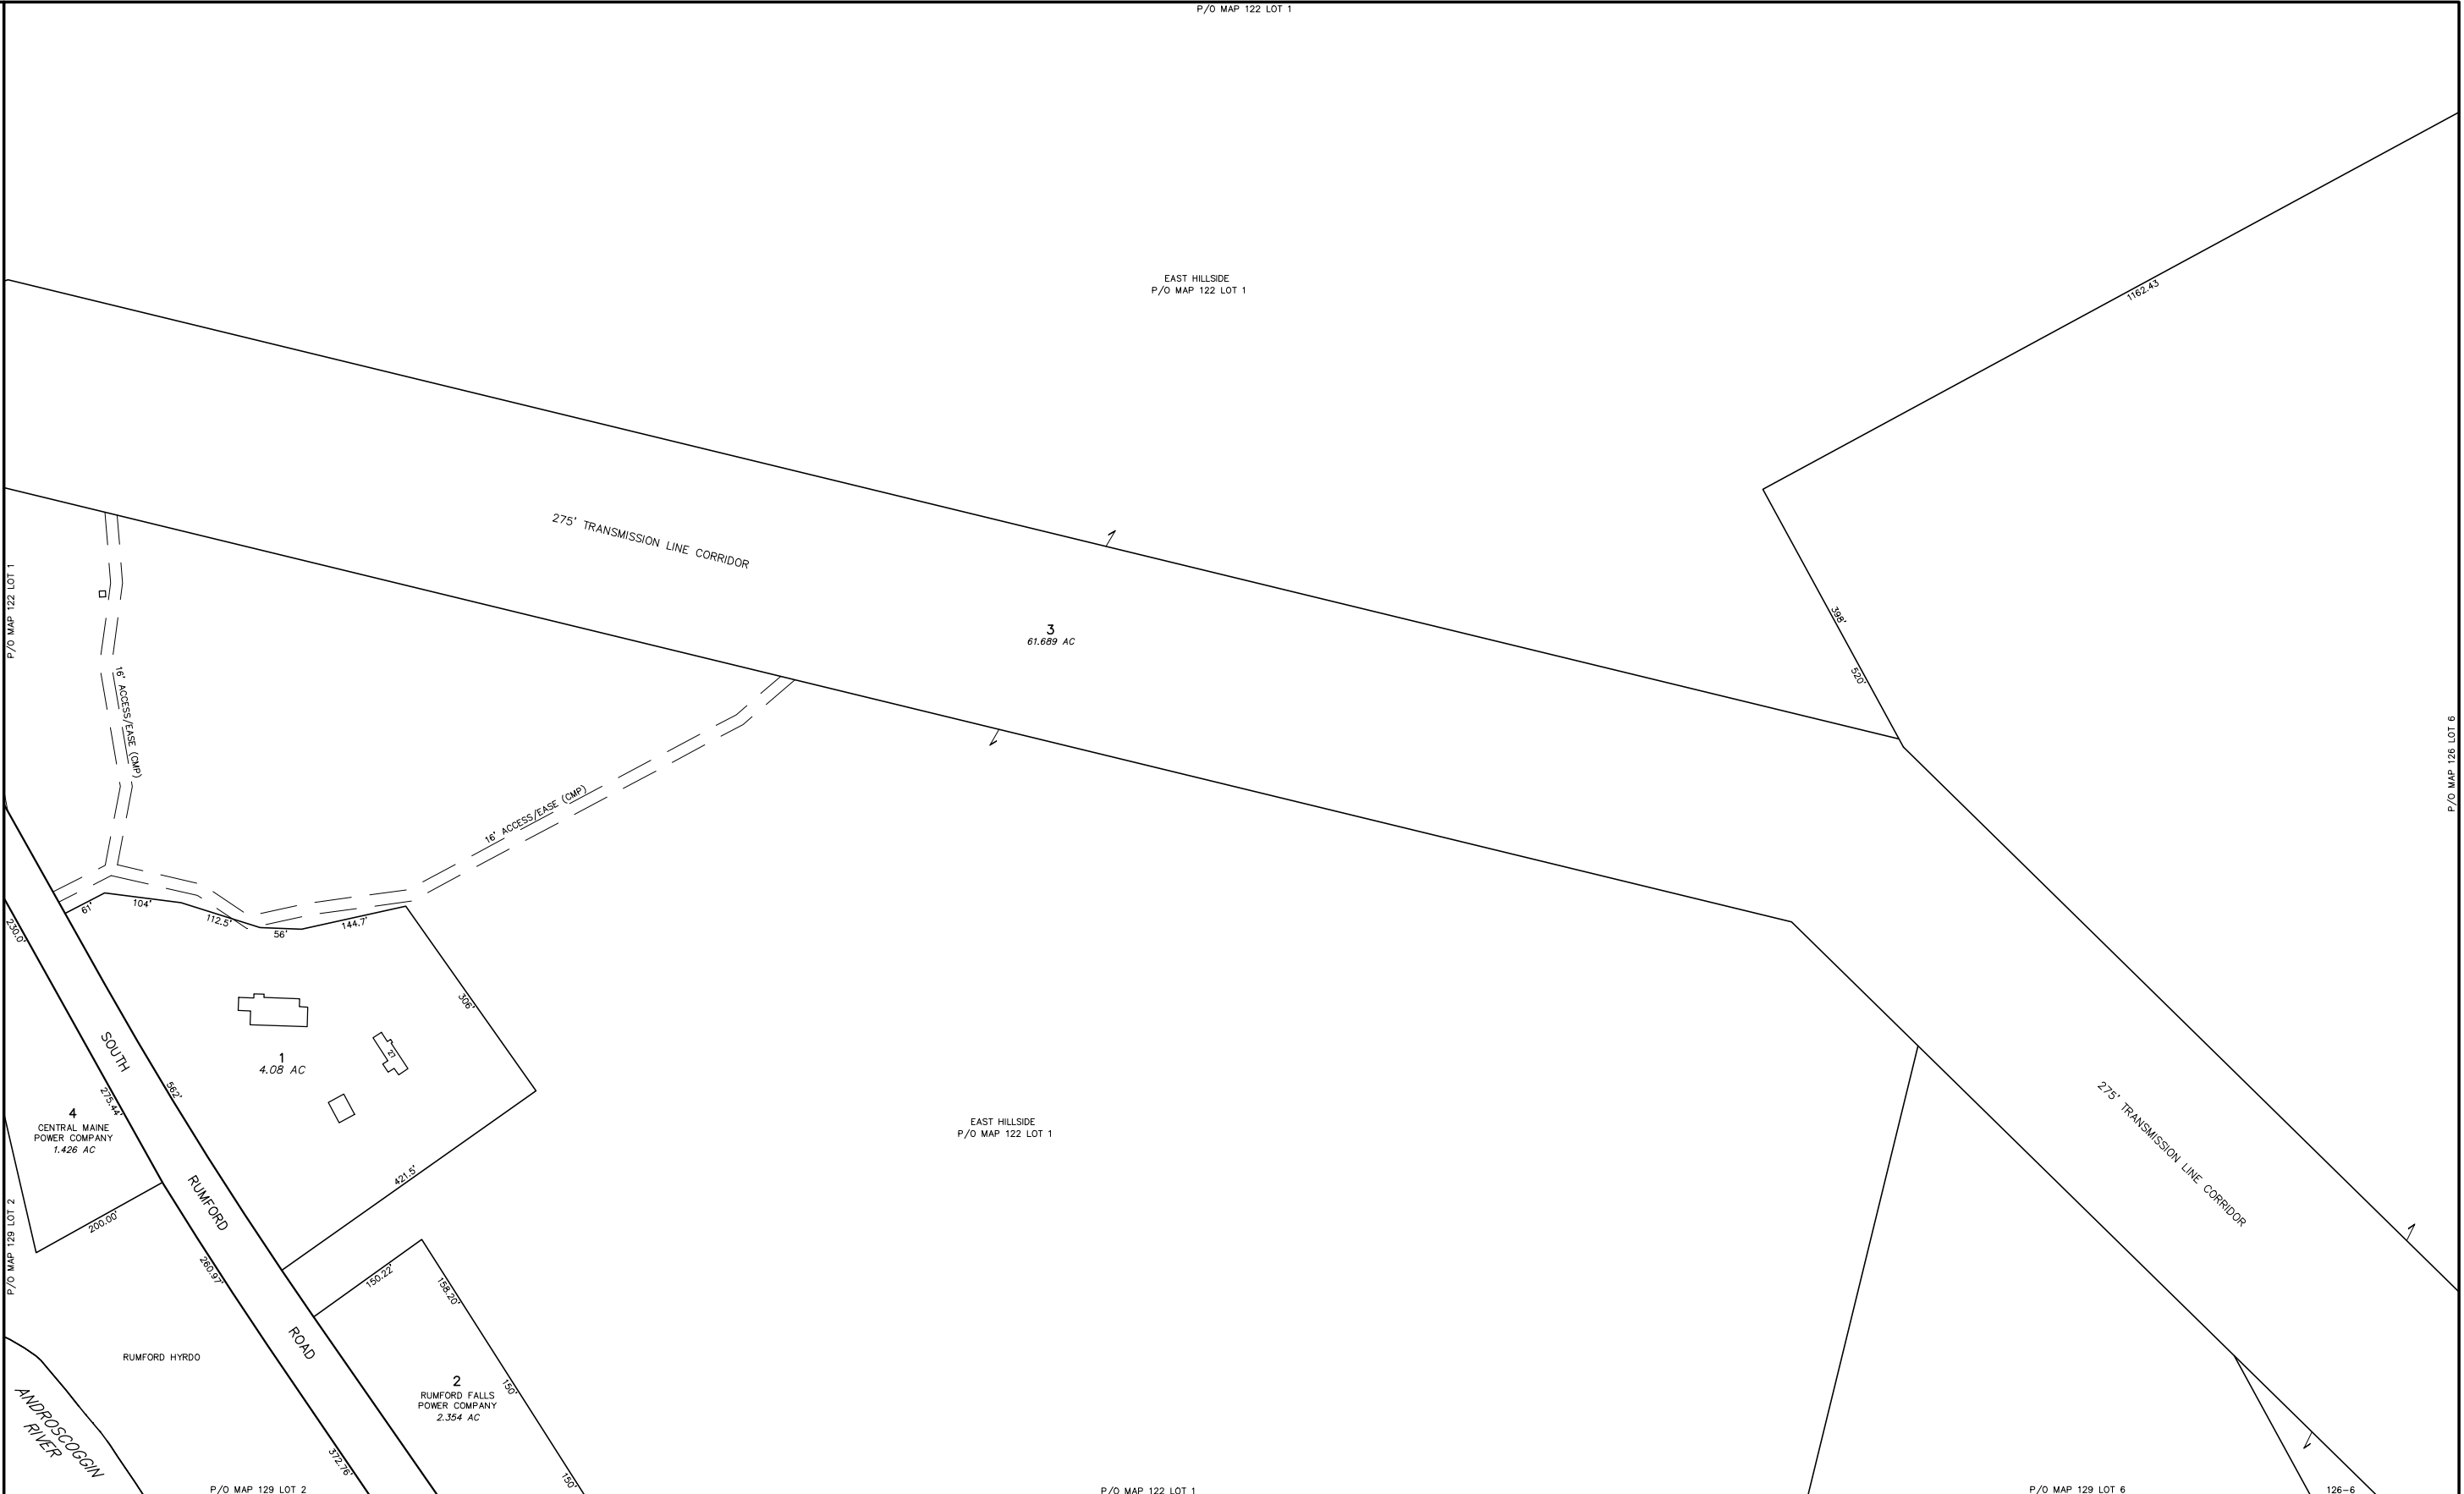 P/O MAP 122 LOT 1
EAST HILLSIDE
P/O MAP 122 LOT 1
1162.43
275' TRANSMISSION LINE CORRIDOR
3
61.689 AC
398'
520'
P/O MAP 122 LOT 1
16' ACCESS/EASE (CMP)
16' ACCESS/EASE (CMP)
P/O MAP 126 LOT 6
61'
104'
112.5'
56'
144.7'
230.0'
306'
27
1
4.08 AC
SOUTH
562'
275.44'
4
CENTRAL MAINE
POWER COMPANY
1.426 AC
EAST HILLSIDE
P/O MAP 122 LOT 1
275' TRANSMISSION LINE CORRIDOR
421.5'
RUMFORD
200.00'
P/O MAP 129 LOT 2
260.97'
150.22'
158.20'
ROAD
RUMFORD HYRDO
2
RUMFORD FALLS
POWER COMPANY
2.354 AC
150'
ANDROSCOGGIN
RIVER
372.76'
150'
P/O MAP 129 LOT 2
P/O MAP 122 LOT 1
P/O MAP 129 LOT 6
126-6